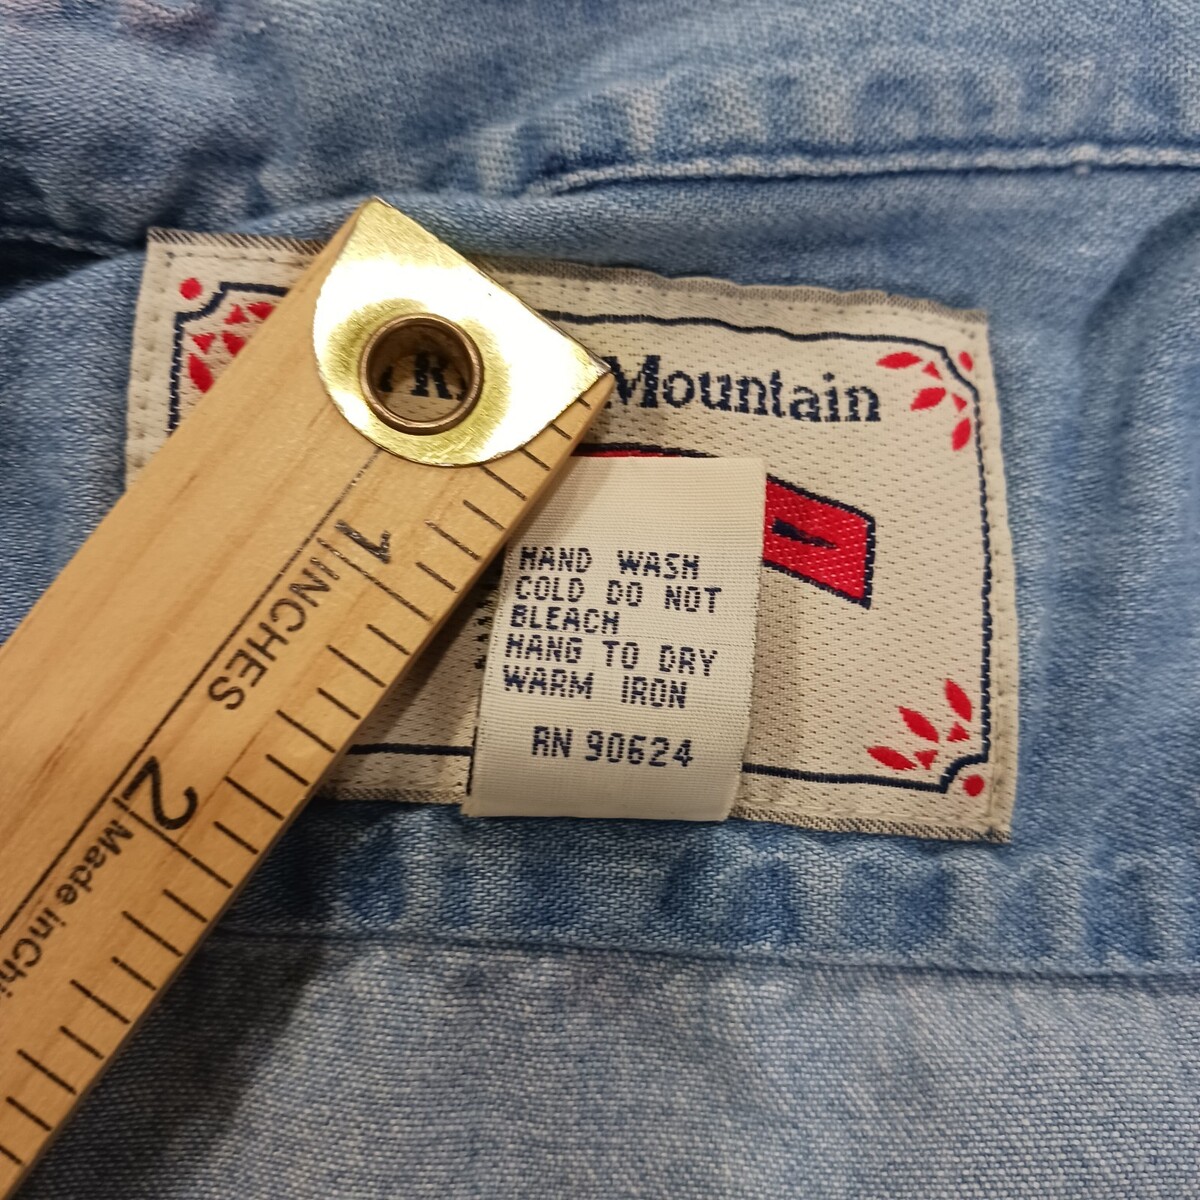 Mountain
HAND WASH
COLD DO NOT
BLEACH
HANG TO DRY
WARM IRON
RN 90624
1
INCHES
2
Made in